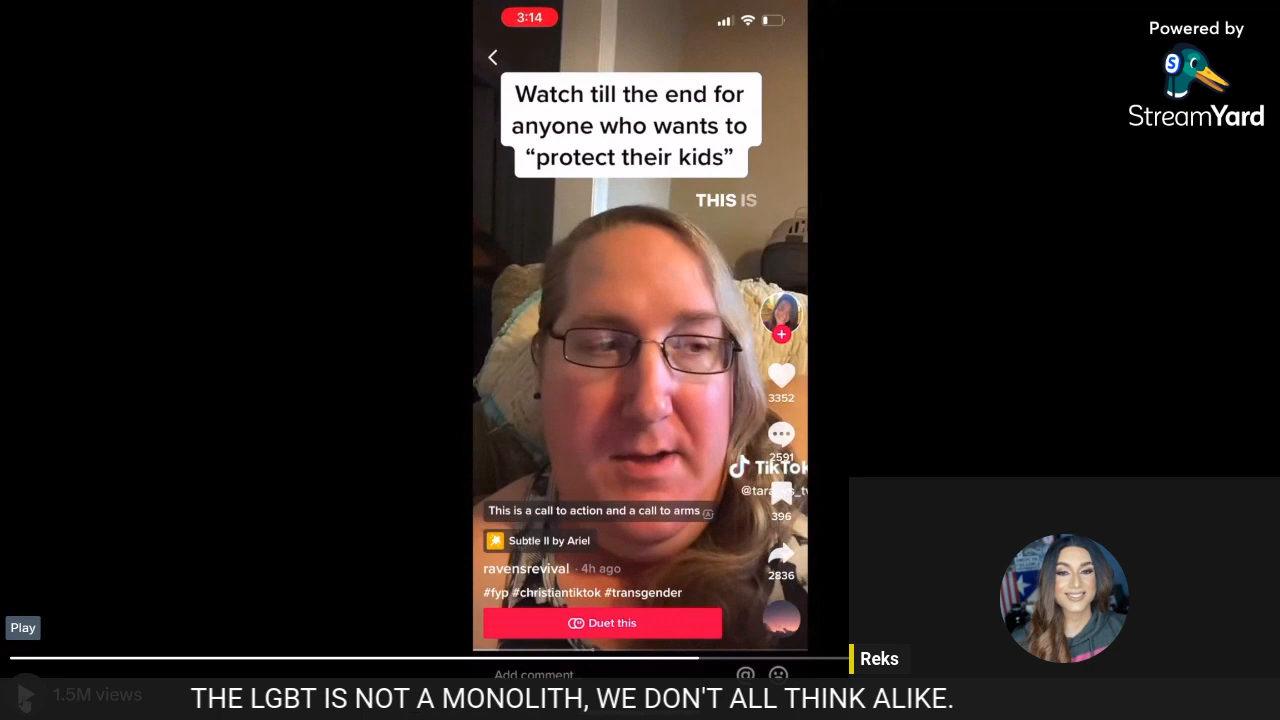 3:14
Powered by
S
StreamYard
Watch till the end for
anyone who wants to
“protect their kids”
THIS IS
3352
2591
TikTok
396
This is a call to action and a call to arms
Subtle II by Ariel
ravensrevival · 4h ago
2836
#fyp #christiantiktok #transgender
Duet this
Play
Reks
Add comment
1.5M views
THE LGBT IS NOT A MONOLITH, WE DON'T ALL THINK ALIKE.